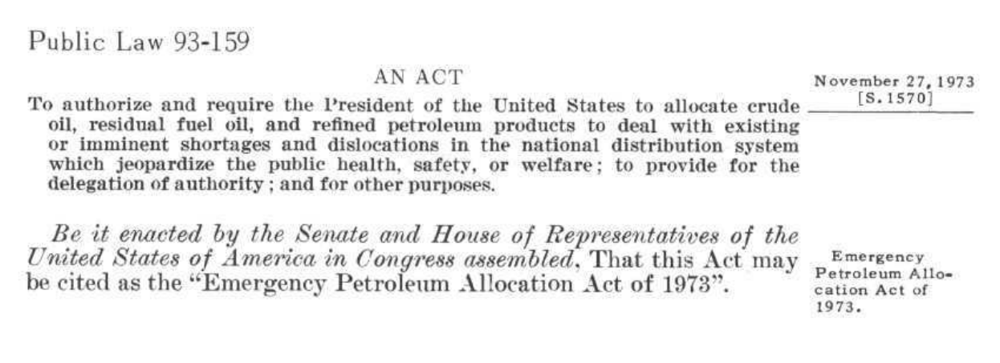 Public Law 93-159
AN ACT
November 27, 1973
[S. 1570]
To authorize and require the President of the United States to allocate crude
oil, residual fuel oil, and refined petroleum products to deal with existing
or imminent shortages and dislocations in the national distribution system
which jeopardize the public health, safety, or welfare; to provide for the
delegation of authority; and for other purposes.
Be it enacted by the Senate and House of Representatives of the
United States of America in Congress assembled, That this Act may
be cited as the “Emergency Petroleum Allocation Act of 1973”.
Emergency
Petroleum Allo-
cation Act of
1973.